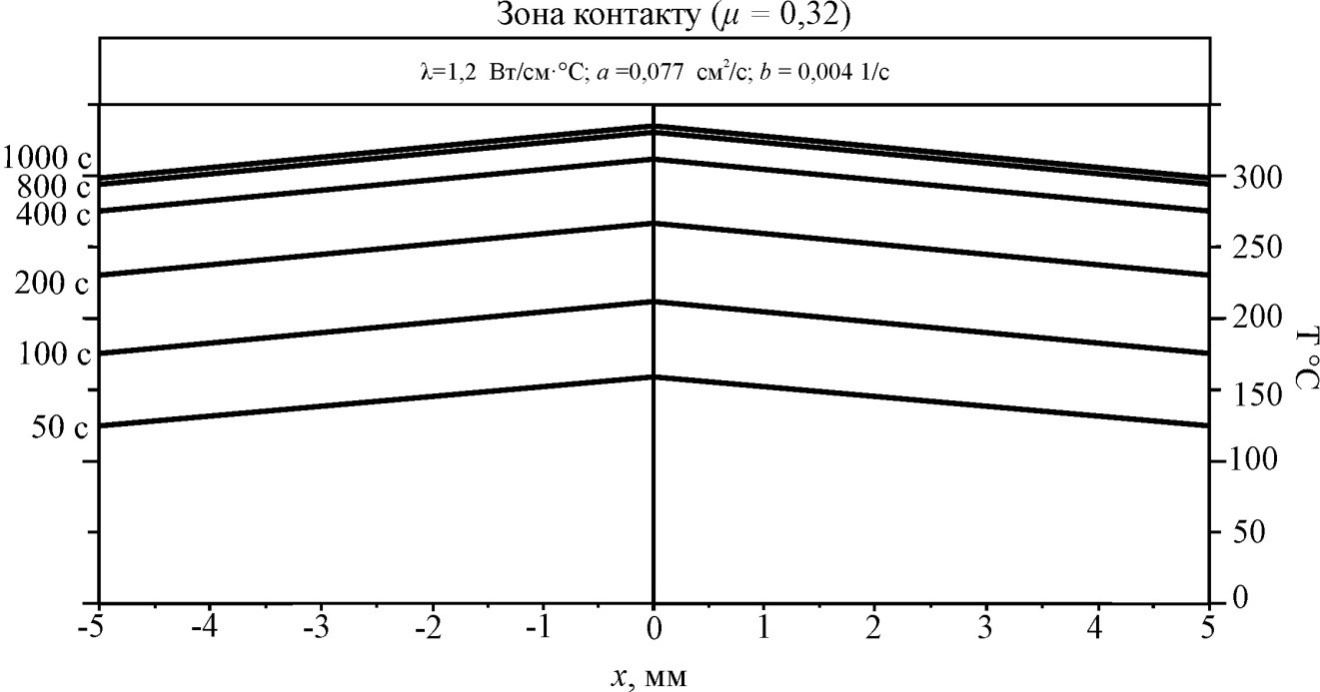 Зона контакту (μ = 0,32)
λ=1,2 Вт/см·°С; a =0,077 см²/с; b = 0,004 1/с
1000 с
800 с
400 с
200 с
100 с
50 с
300
250
200
150
100
50
0
Т °С
-5 -4 -3 -2 -1 0 1 2 3 4 5
x, мм